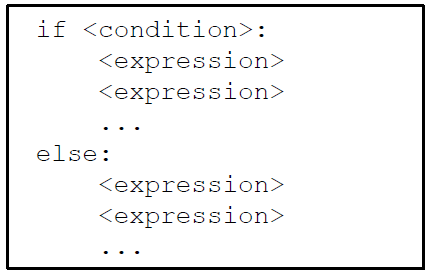 if <condition>:
    <expression>
    <expression>
    ...
else:
    <expression>
    <expression>
    ...